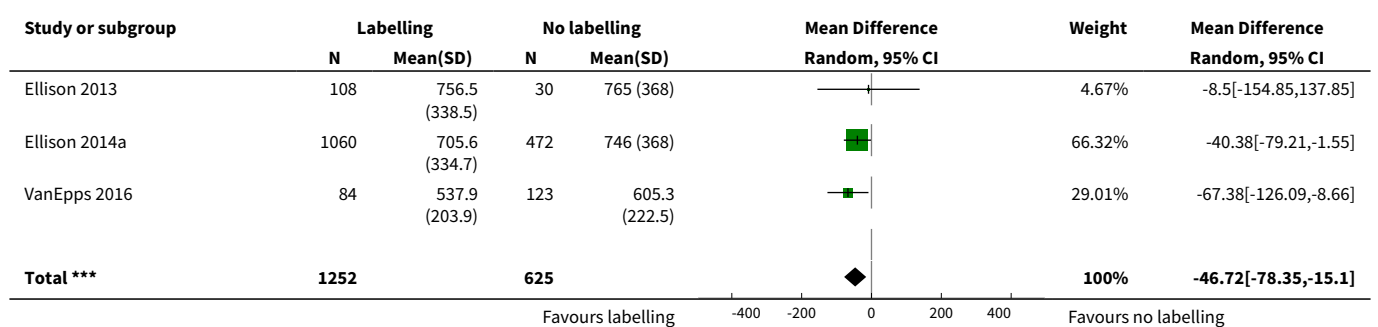 Study or subgroup Labelling No labelling Mean Difference Weight Mean Difference
N Mean(SD) N Mean(SD) Random, 95% CI Random, 95% CI
Ellison 2013 108 756.5 30 765 (368) 4.67% -8.5[-154.85,137.85]
(338.5)
Ellison 2014a 1060 705.6 472 746 (368) 66.32% -40.38[-79.21,-1.55]
(334.7)
VanEpps 2016 84 537.9 123 605.3 29.01% -67.38[-126.09,-8.66]
(203.9) (222.5)
Total *** 1252 625 100% -46.72[-78.35,-15.1]
Favours labelling -400 -200 0 200 400 Favours no labelling